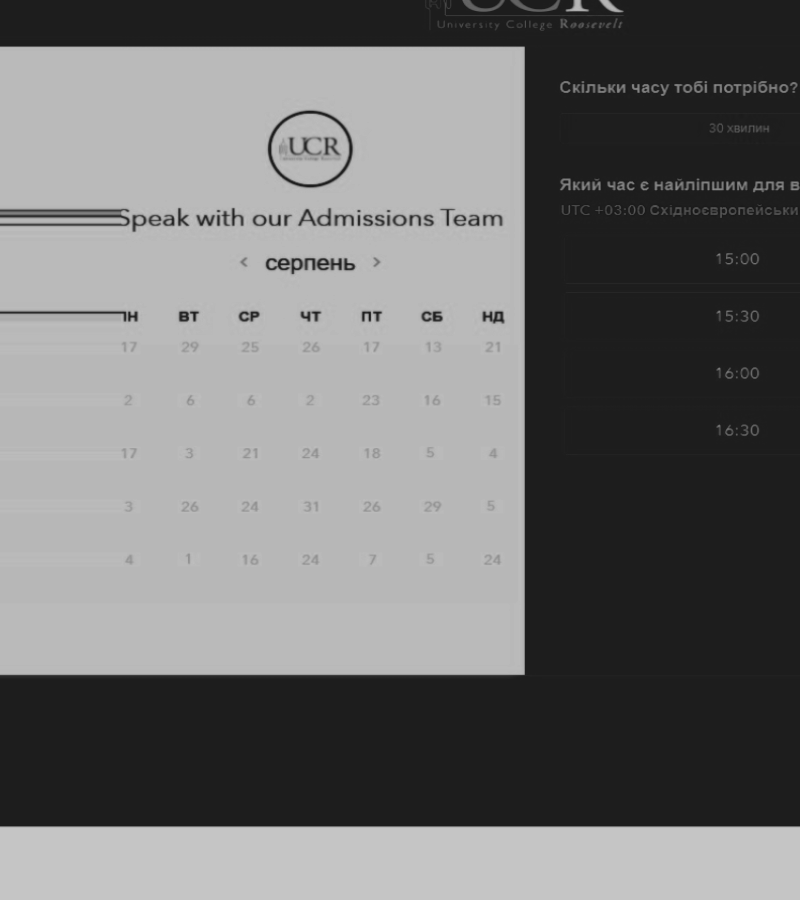 UCR
University College Roosevelt
UCR
Speak with our Admissions Team
< серпень >
ПН ВТ СР ЧТ ПТ СБ НД
17 29 25 26 17 13 21
2 6 6 2 23 16 15
17 3 21 24 18 5 4
3 26 24 31 26 29 5
4 1 16 24 7 5 24
Скільки часу тобі потрібно?
30 хвилин
Який час є найліпшим для в
UTC +03:00 Східноєвропейськи
15:00
15:30
16:00
16:30